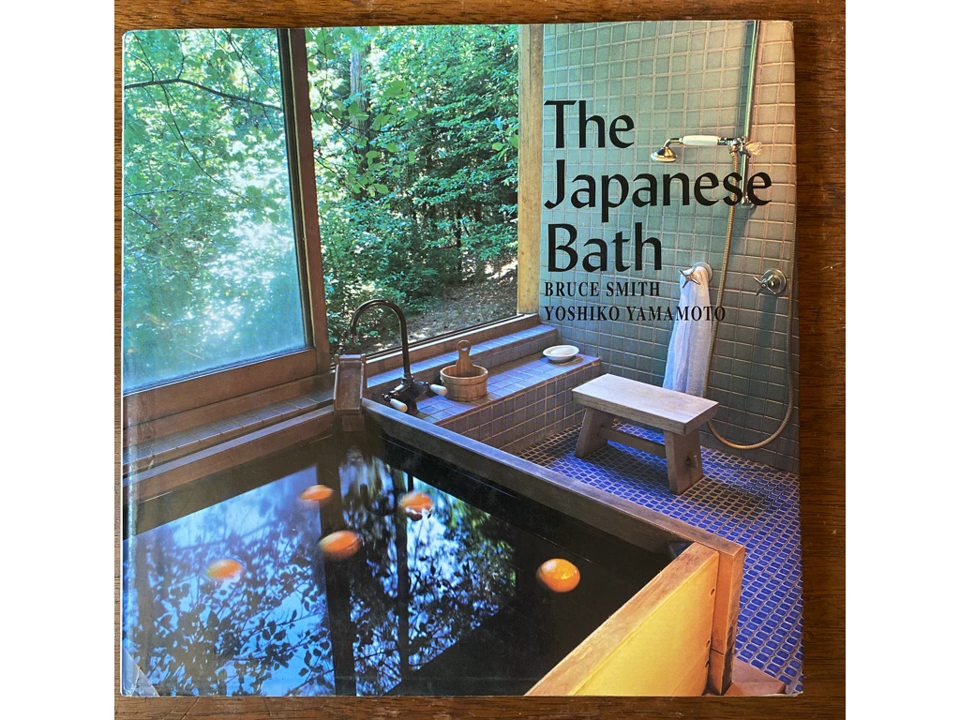 The
Japanese
Bath
BRUCE SMITH
YOSHIKO YAMAMOTO